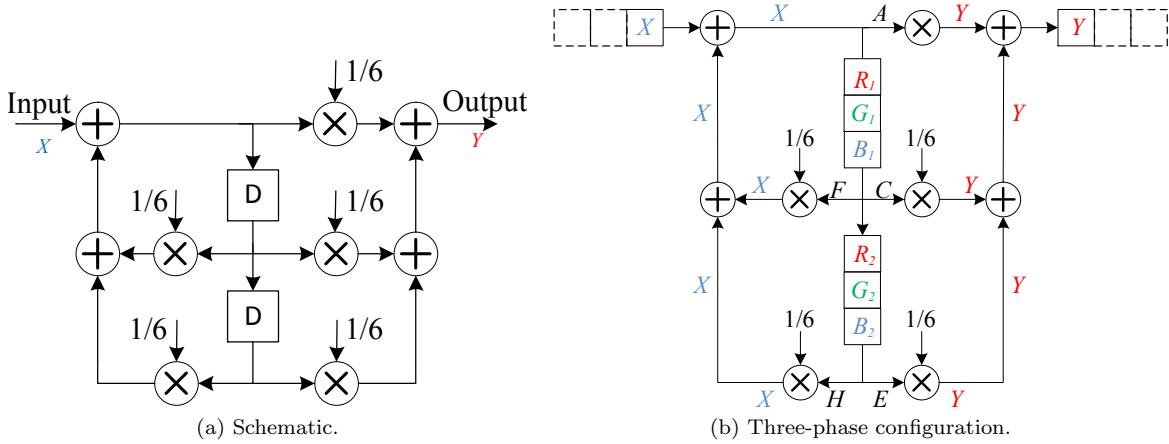 Input
X
1/6
Output
Y
D
1/6
1/6
D
1/6
1/6
(a) Schematic.
X
X
A
Y
Y
R1
G1
B1
X
Y
1/6
1/6
X
F
C
Y
R2
G2
B2
X
Y
1/6
1/6
X
H
E
Y
(b) Three-phase configuration.